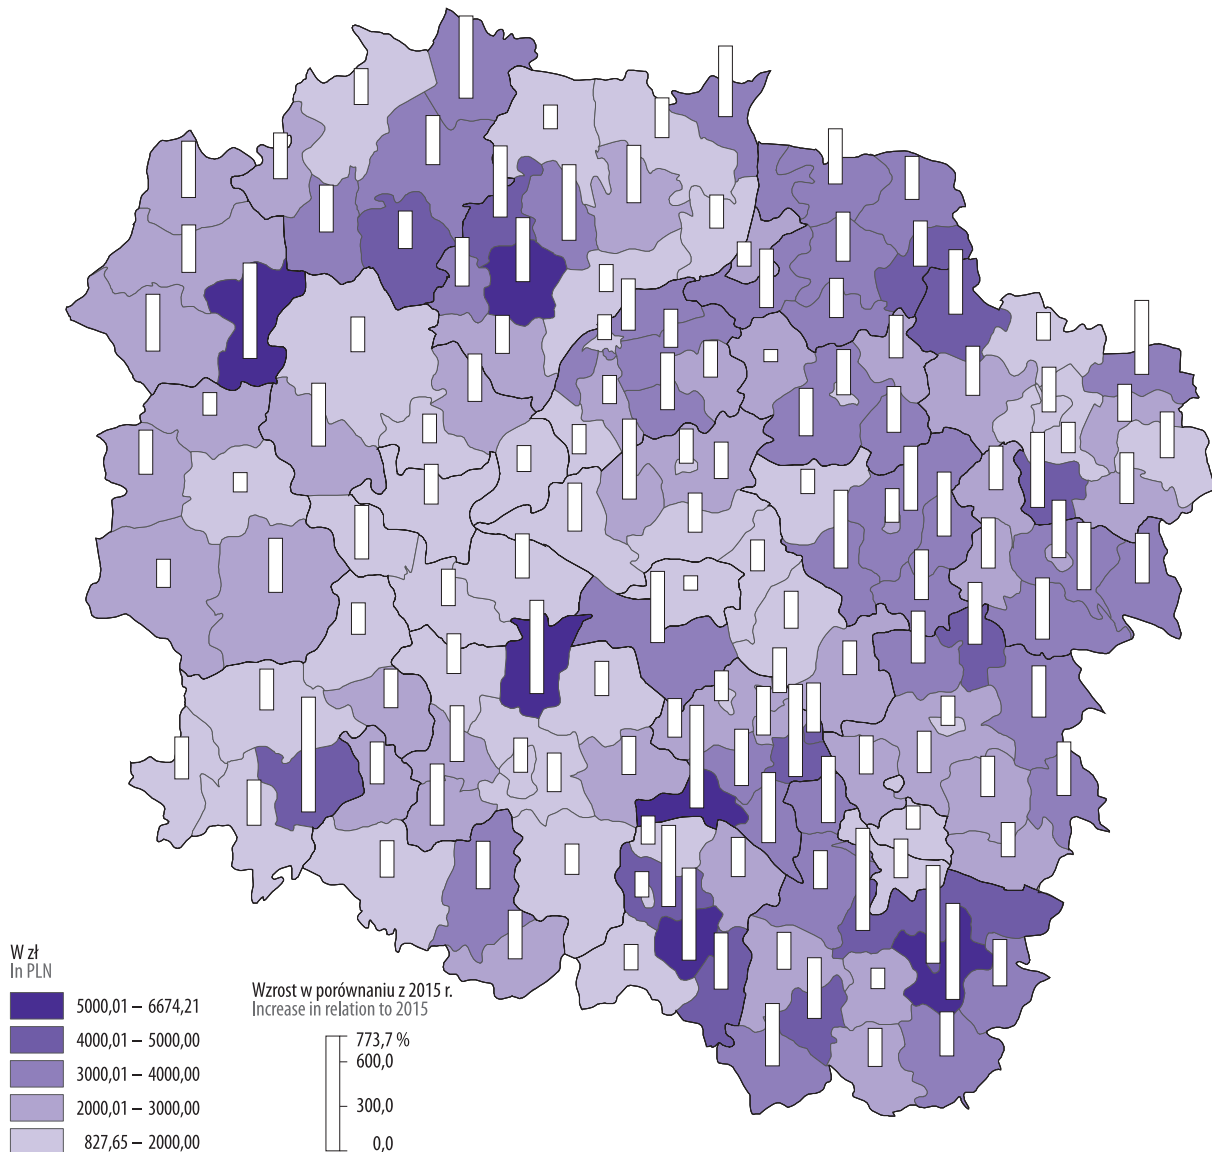 W zł
In PLN
5000,01 – 6674,21
4000,01 – 5000,00
3000,01 – 4000,00
2000,01 – 3000,00
827,65 – 2000,00
Wzrost w porównaniu z 2015 r.
Increase in relation to 2015
773,7 %
600,0
300,0
0,0